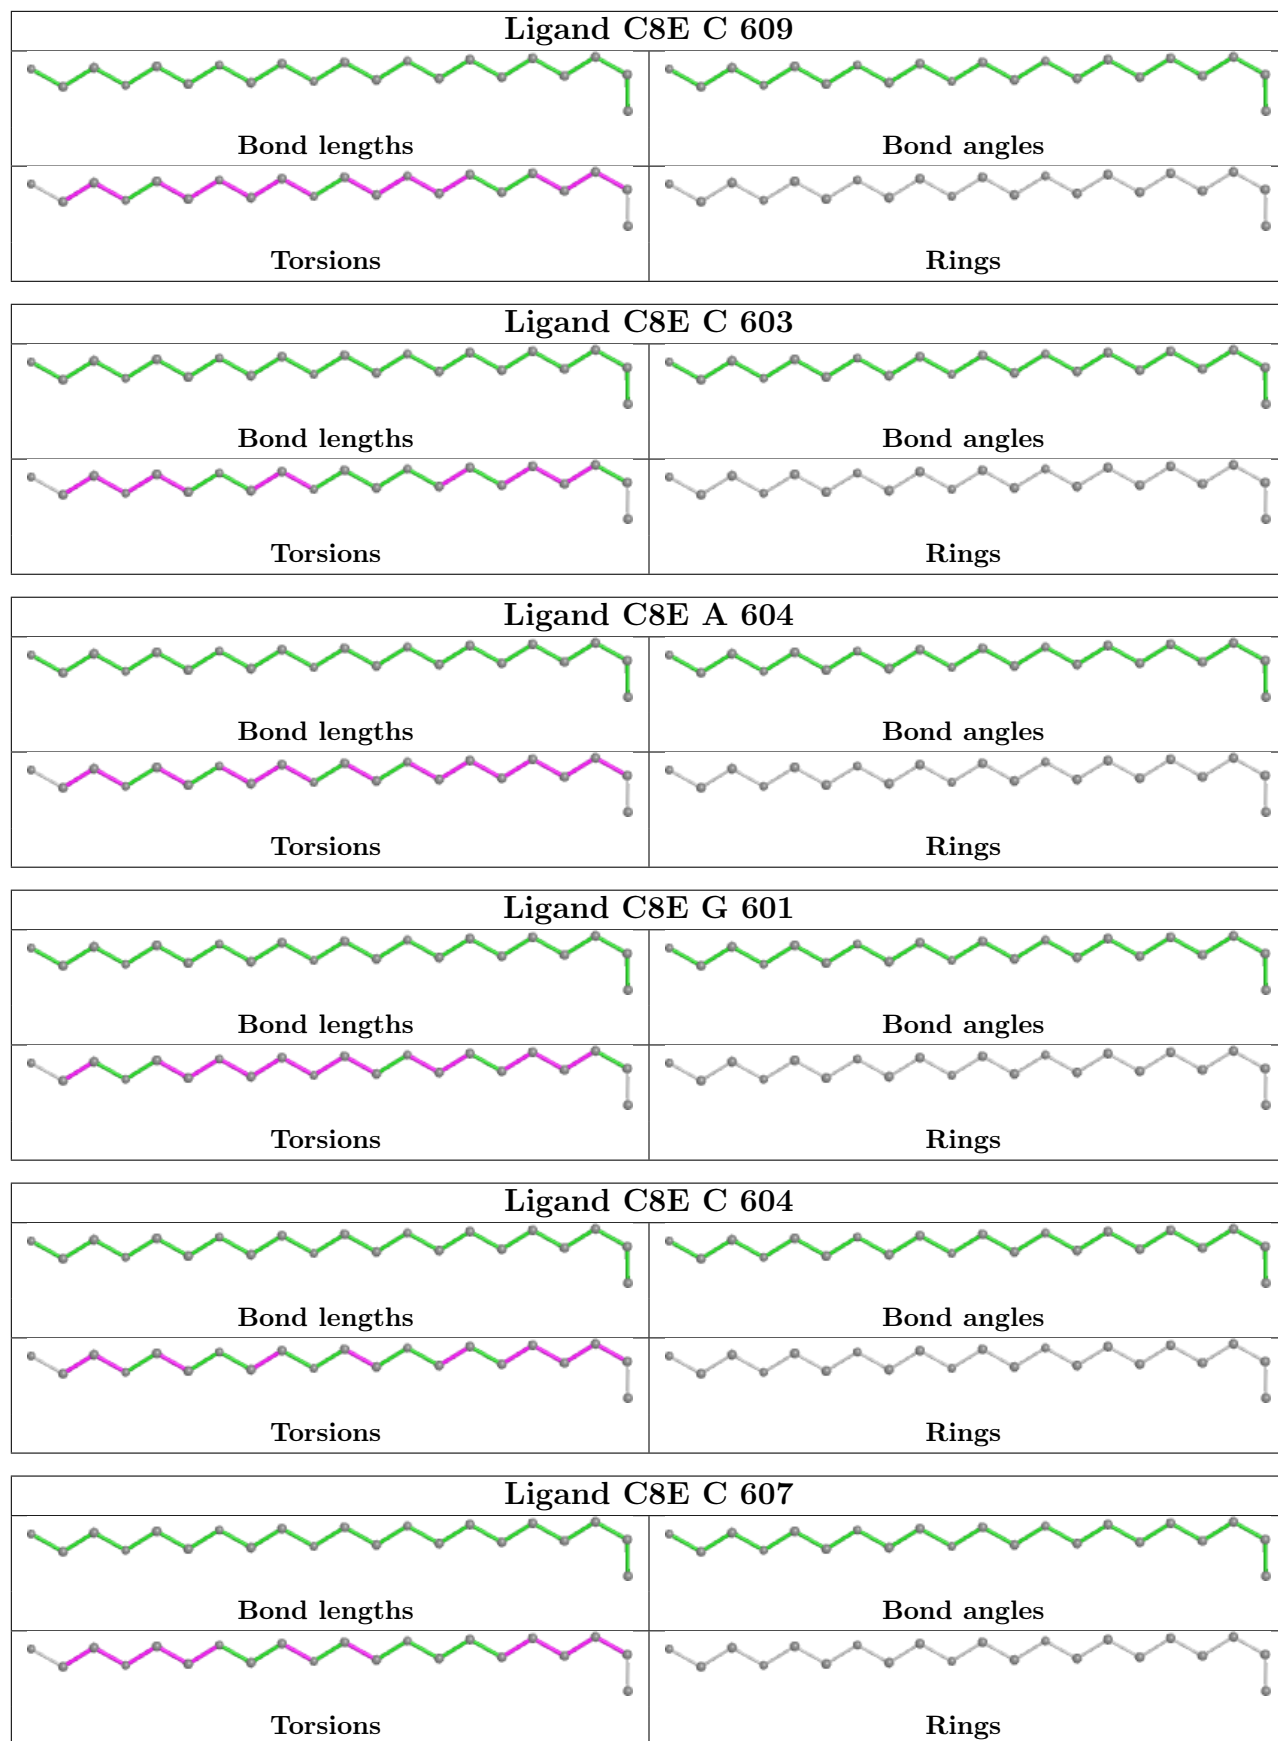 Ligand C8E C 609
Bond lengths
Bond angles
Torsions
Rings
Ligand C8E C 603
Bond lengths
Bond angles
Torsions
Rings
Ligand C8E A 604
Bond lengths
Bond angles
Torsions
Rings
Ligand C8E G 601
Bond lengths
Bond angles
Torsions
Rings
Ligand C8E C 604
Bond lengths
Bond angles
Torsions
Rings
Ligand C8E C 607
Bond lengths
Bond angles
Torsions
Rings